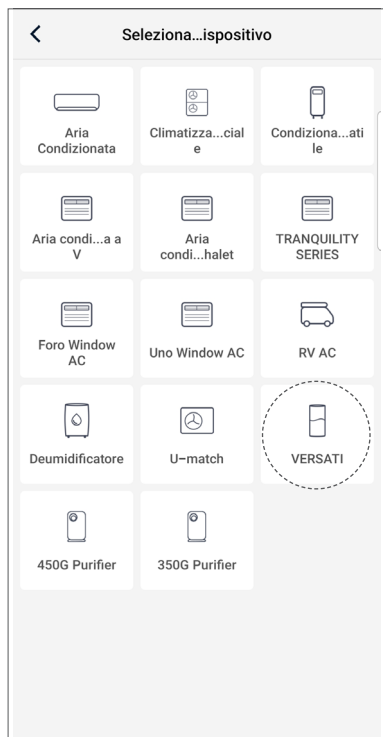 Seleziona...ispositivo
Aria
Condizionata
Climatizza...cial
e
Condiziona...ati
le
Aria condi...a a
V
Aria
condi...halet
TRANQUILITY
SERIES
Foro Window
AC
Uno Window AC
RV AC
Deumidificatore
U-match
VERSATI
450G Purifier
350G Purifier